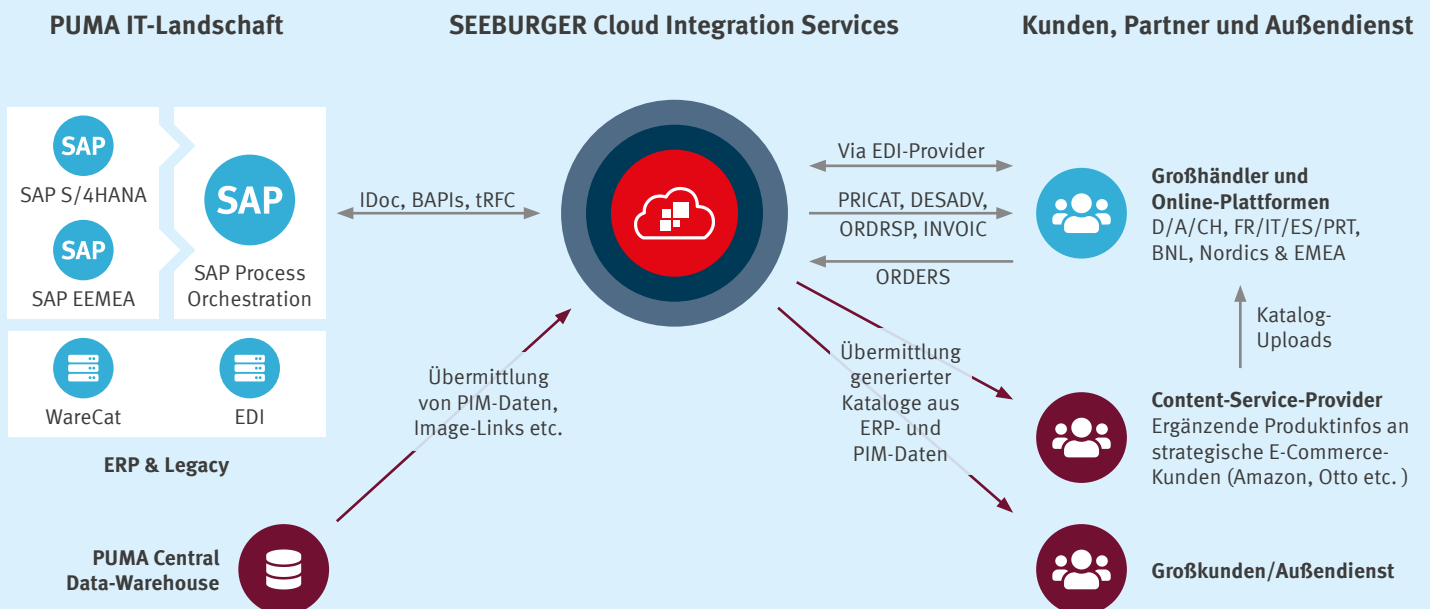 PUMA IT-Landschaft
SEEBURGER Cloud Integration Services
Kunden, Partner und Außendienst
SAP
SAP S/4HANA
SAP
SAP EEMEA
SAP
SAP Process
Orchestration
WareCat
EDI
ERP & Legacy
PUMA Central
Data-Warehouse
IDoc, BAPIs, tRFC
Übermittlung
von PIM-Daten,
Image-Links etc.
Via EDI-Provider
PRICAT, DESADV,
ORDRSP, INVOIC
ORDERS
Übermittlung
generierter
Kataloge aus
ERP- und
PIM-Daten
Großhändler und
Online-Plattformen
D/A/CH, FR/IT/ES/PRT,
BNL, Nordics & EMEA
Katalog-
Uploads
Content-Service-Provider
Ergänzende Produktinfos an
strategische E-Commerce-
Kunden (Amazon, Otto etc. )
Großkunden/Außendienst